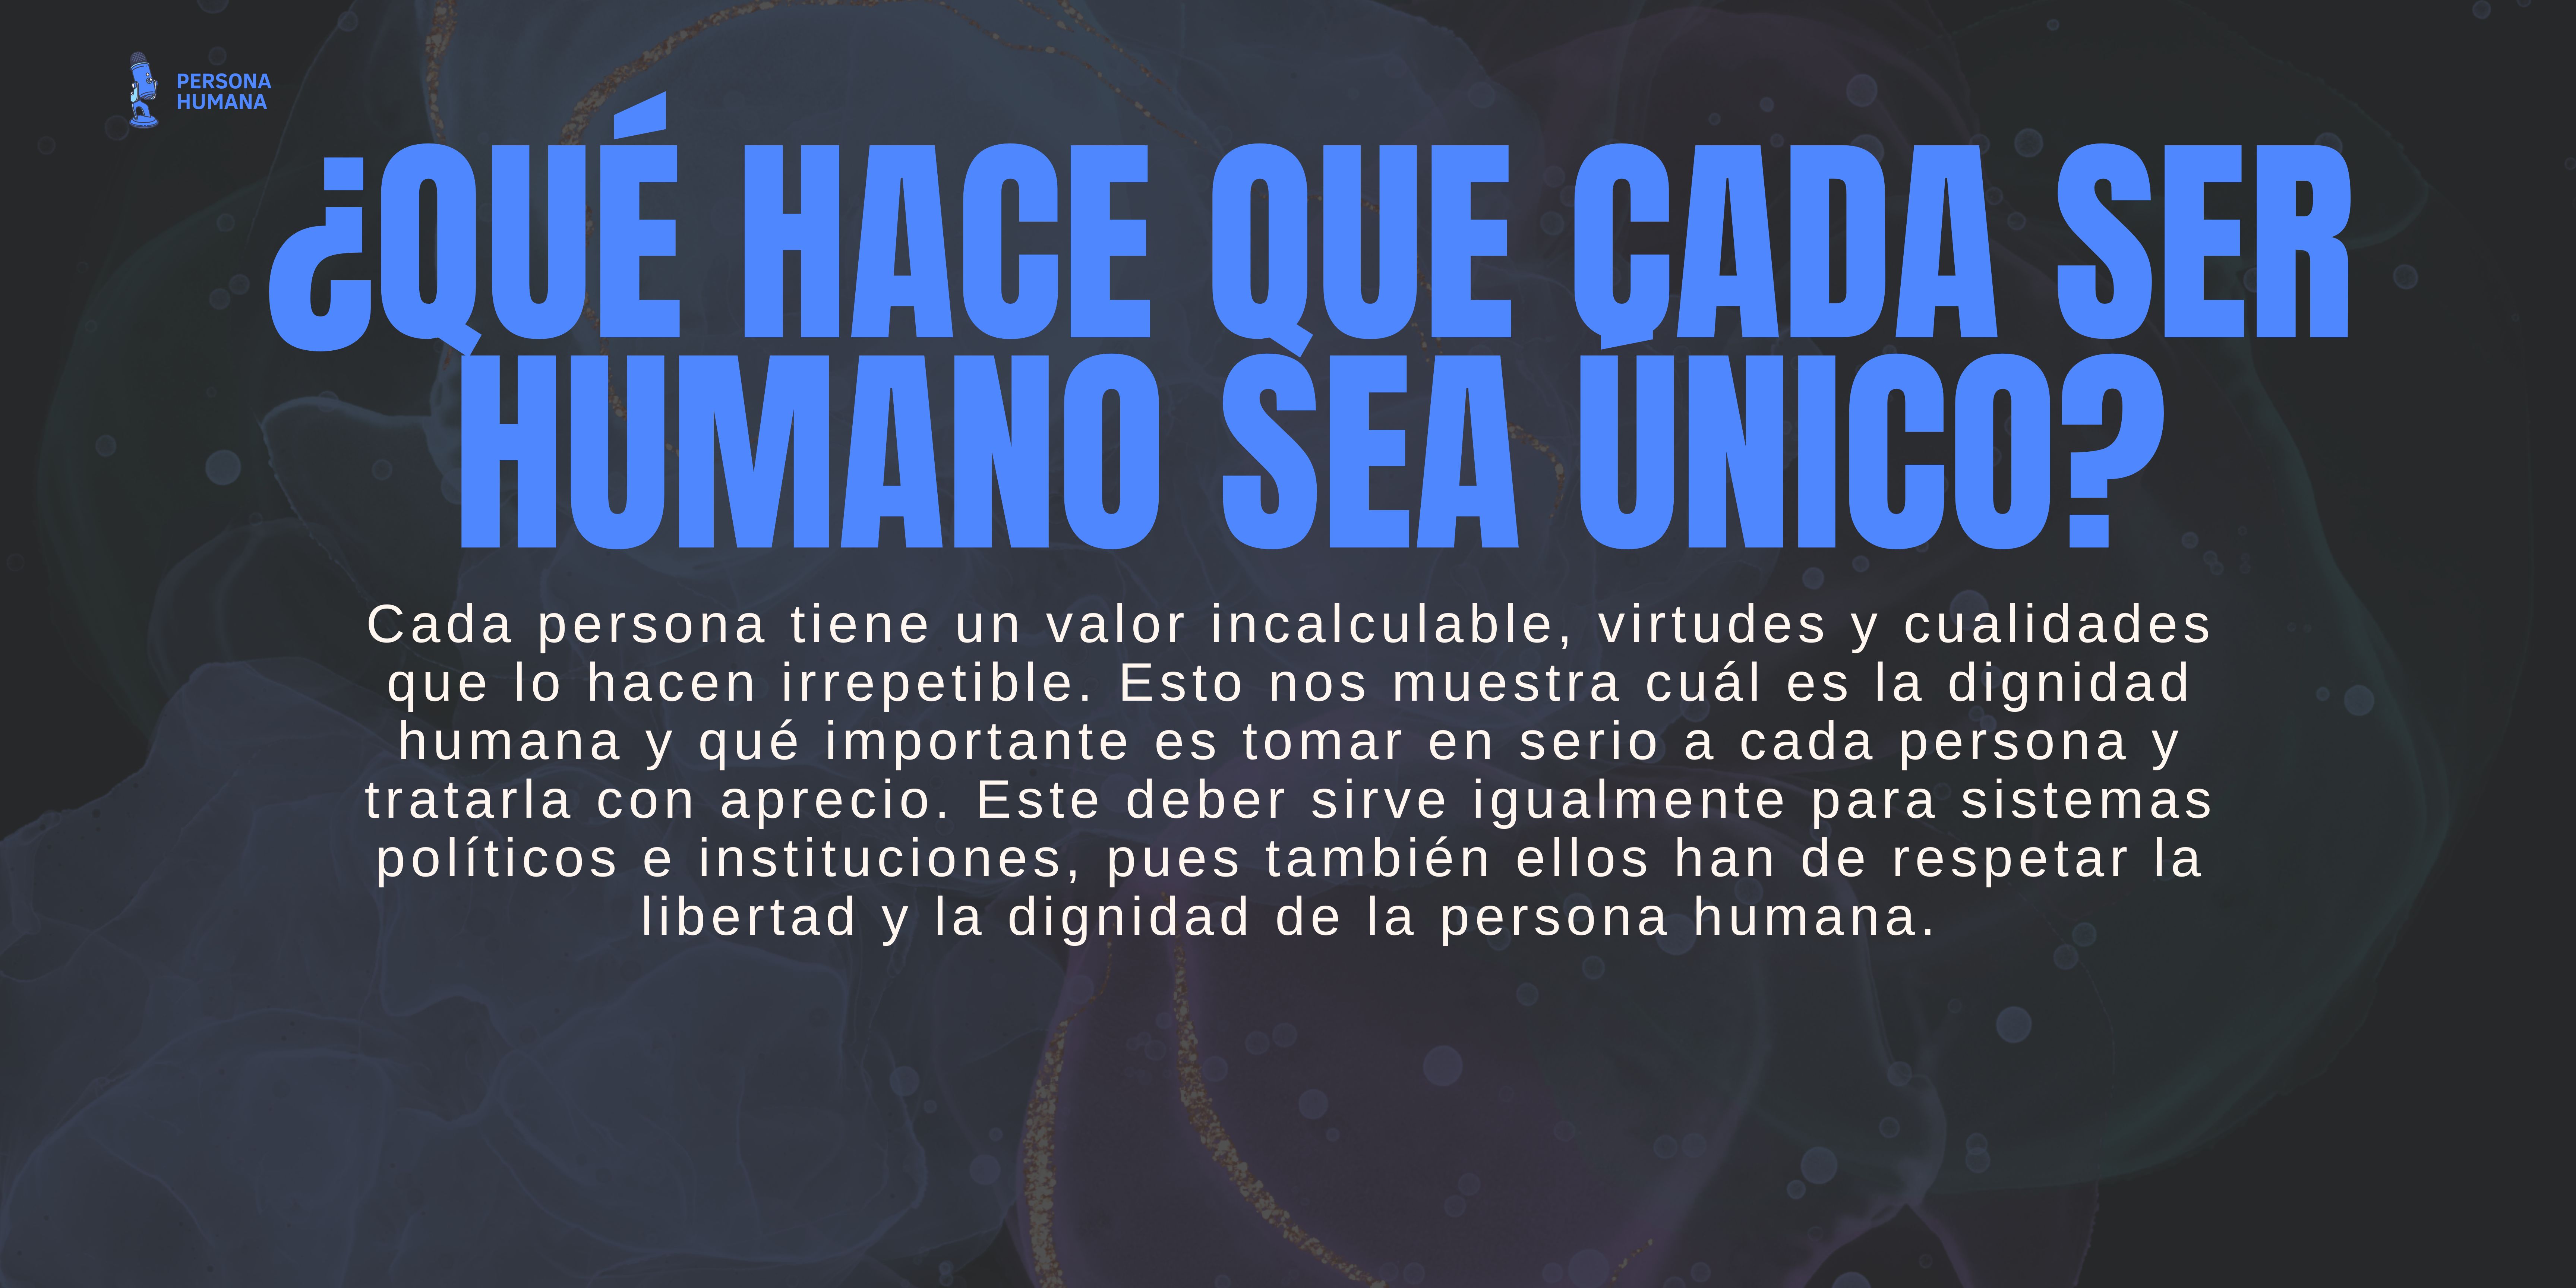 PERSONA
HUMANA
¿QUÉ HACE QUE CADA SER
HUMANO SEA ÚNICO?
Cada persona tiene un valor incalculable, virtudes y cualidades
que lo hacen irrepetible. Esto nos muestra cuál es la dignidad
humana y qué importante es tomar en serio a cada persona y
tratarla con aprecio. Este deber sirve igualmente para sistemas
políticos e instituciones, pues también ellos han de respetar la
libertad y la dignidad de la persona humana.